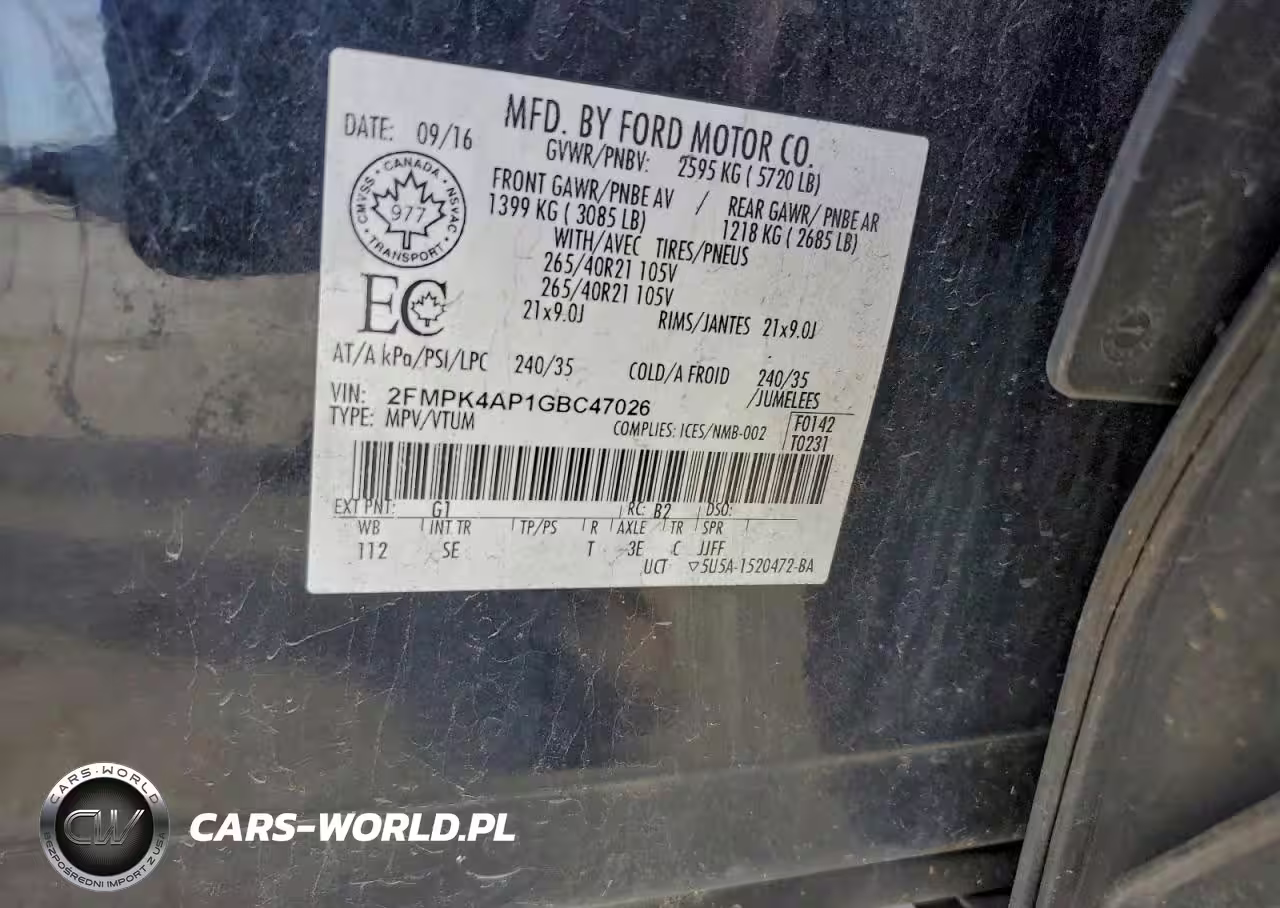 MFD. BY FORD MOTOR CO.
DATE: 09/16
GVWR/PNBV: 2595 KG ( 5720 LB)
FRONT GAWR/PNBE AV / REAR GAWR/ PNBE AR
1399 KG ( 3085 LB) 1218 KG ( 2685 LB)
WITH/AVEC TIRES/PNEUS
265/40R21 105V
265/40R21 105V
21x9.0J RIMS/JANTES 21x9.0J
CMVSS · CANADA · NSVAC · TRANSPORT
977
EC
AT/A kPa/PSI/LPC 240/35 COLD/A FROID 240/35
/JUMELEES
VIN: 2FMPK4AP1GBC47026
TYPE: MPV/VTUM COMPLIES: ICES/NMB-002
F0142
T0231
EXT PNT: G1 RC: B2 DSO:
WB INT TR TP/PS R AXLE TR SPR
112 SE T 3E C JJFF
UCT ▽5U5A-1520472-BA
CARS-WORLD
CW
BEZPOŚREDNI IMPORT Z USA
CARS-WORLD.PL